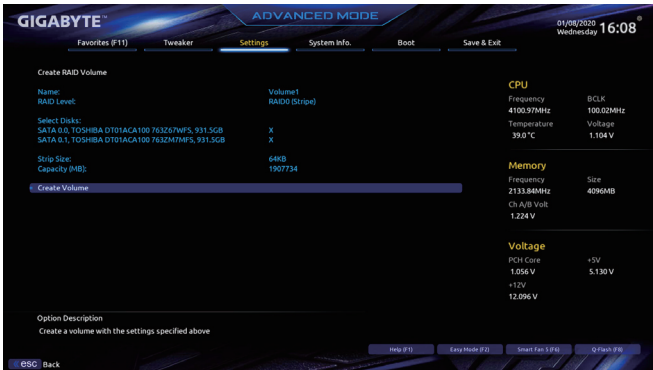 GIGABYTE
ADVANCED MODE
01/08/2020 Wednesday 16:08
Favorites (F11) Tweaker Settings System Info. Boot Save & Exit
Create RAID Volume
Name: Volume1
RAID Level: RAID0 (Stripe)
Select Disks:
SATA 0.0, TOSHIBA DT01ACA100 763Z67WFS, 931.5GB X
SATA 0.1, TOSHIBA DT01ACA100 763ZM7MFS, 931.5GB X
Strip Size: 64KB
Capacity (MB): 1907734
Create Volume
CPU
Frequency BCLK
4100.97MHz 100.02MHz
Temperature Voltage
39.0 °C 1.104 V
Memory
Frequency Size
2133.84MHz 4096MB
Ch A/B Volt
1.224 V
Voltage
PCH Core +5V
1.056 V 5.130 V
+12V
12.096 V
Option Description
Create a volume with the settings specified above
Help (F1) Easy Mode (F2) Smart Fan 5 (F6) Q-Flash (F8)
esc Back